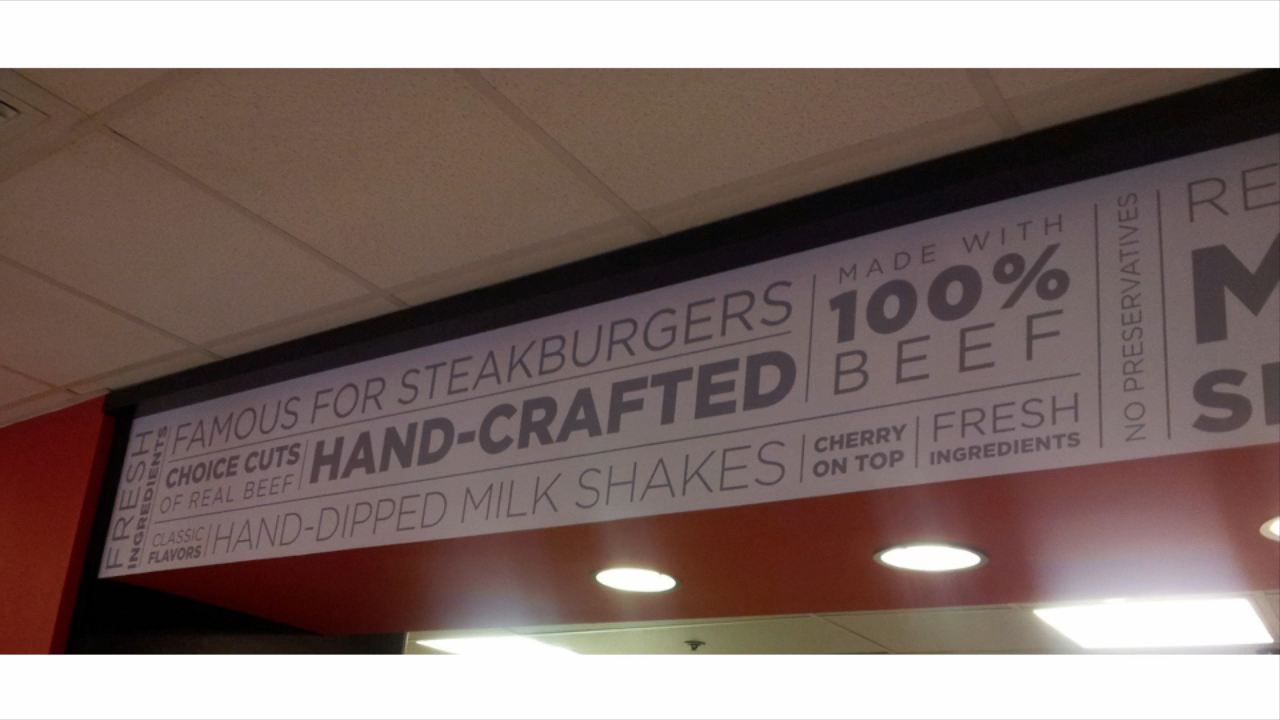 FRESH
INGREDIENTS
FAMOUS FOR STEAKBURGERS
CHOICE CUTS
OF REAL BEEF
HAND-CRAFTED
CLASSIC
FLAVORS
HAND-DIPPED MILK SHAKES
MADE WITH
100%
BEEF
CHERRY
ON TOP
FRESH
INGREDIENTS
NO PRESERVATIVES